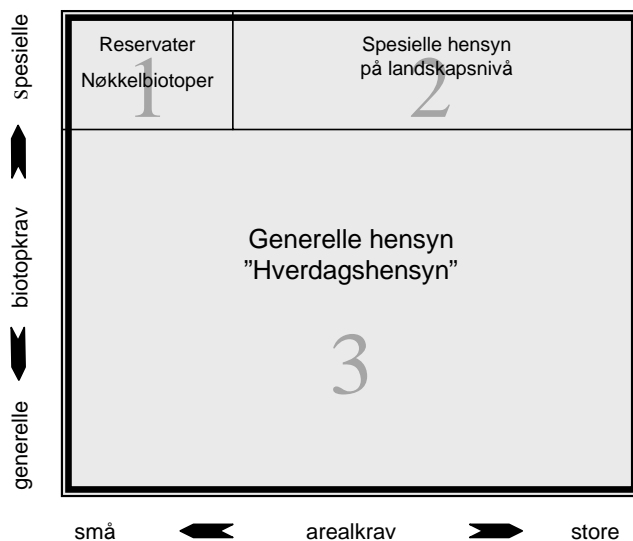 Reservater
Nøkkelbiotoper
1
Spesielle hensyn
på landskapsnivå
2
Generelle hensyn
”Hverdagshensyn”
3
spesielle
biotopkrav
generelle
små arealkrav store